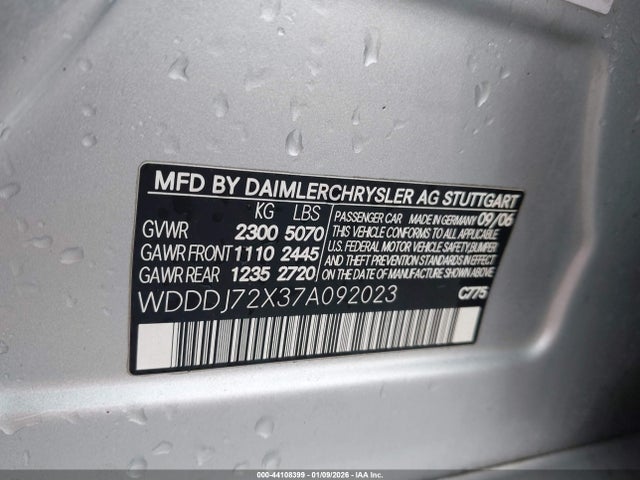 MFD BY DAIMLERCHRYSLER AG STUTTGART
KG LBS
GVWR 2300 5070
GAWR FRONT 1110 2445
GAWR REAR 1235 2720
PASSENGER CAR MADE IN GERMANY 09/06
THIS VEHICLE CONFORMS TO ALL APPLICABLE
U.S. FEDERAL MOTOR VEHICLE SAFETY, BUMPER
AND THEFT PREVENTION STANDARDS IN EFFECT
ON THE DATE OF MANUFACTURE SHOWN ABOVE
WDDDJ72X37A092023 C775
000-44108399 - 01/09/2026 - IAAI, Inc.